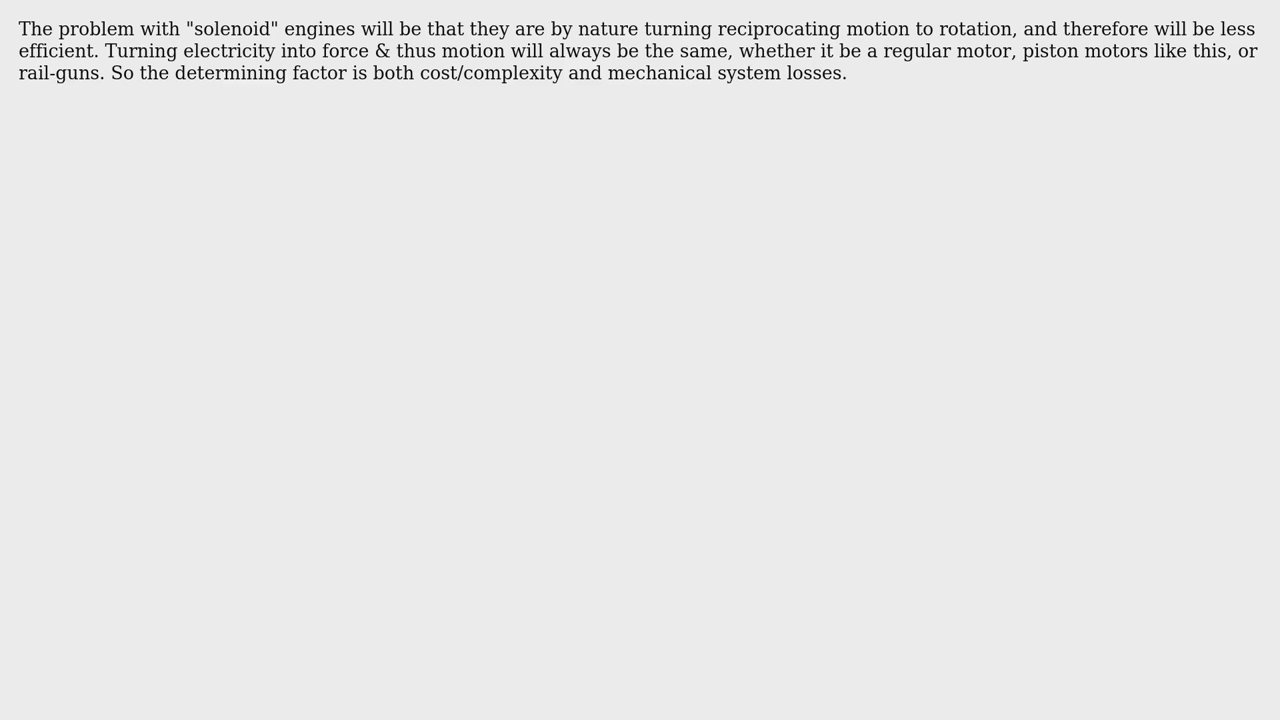 The problem with "solenoid" engines will be that they are by nature turning reciprocating motion to rotation, and therefore will be less
efficient. Turning electricity into force & thus motion will always be the same, whether it be a regular motor, piston motors like this, or
rail-guns. So the determining factor is both cost/complexity and mechanical system losses.